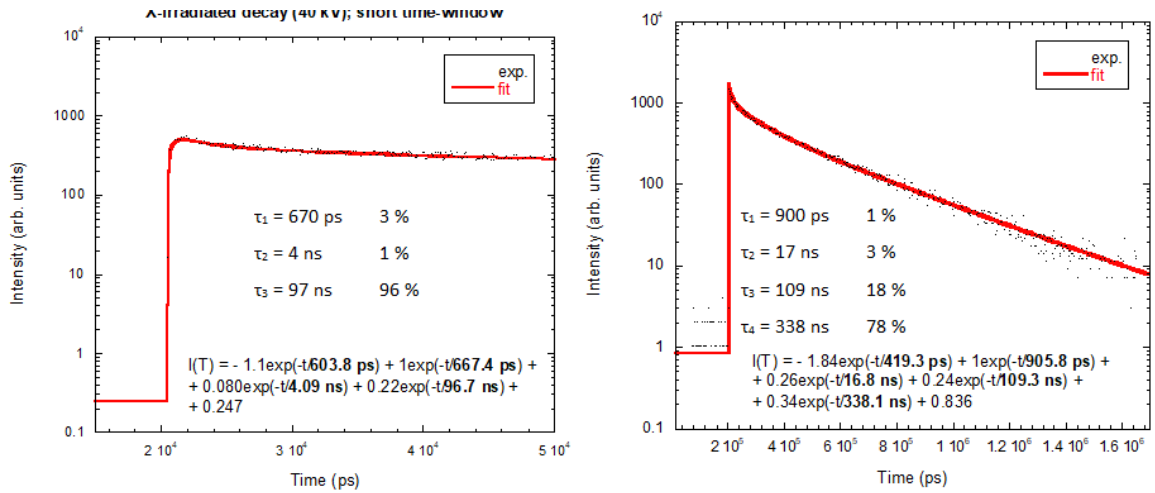 X-irradiated decay (40 kV); short time-window
10⁴
1000
100
10
1
0.1
Intensity (arb. units)
exp.
fit
τ₁ = 670 ps 3 %
τ₂ = 4 ns 1 %
τ₃ = 97 ns 96 %
I(T) = - 1.1exp(-t/603.8 ps) + 1exp(-t/667.4 ps) +
+ 0.080exp(-t/4.09 ns) + 0.22exp(-t/96.7 ns) +
+ 0.247
2 10⁴ 3 10⁴ 4 10⁴ 5 10⁴
Time (ps)
10⁴
1000
100
10
1
0.1
Intensity (arb. units)
exp.
fit
τ₁ = 900 ps 1 %
τ₂ = 17 ns 3 %
τ₃ = 109 ns 18 %
τ₄ = 338 ns 78 %
I(T) = - 1.84exp(-t/419.3 ps) + 1exp(-t/905.8 ps) +
+ 0.26exp(-t/16.8 ns) + 0.24exp(-t/109.3 ns) +
+ 0.34exp(-t/338.1 ns) + 0.836
2 10⁵ 4 10⁵ 6 10⁵ 8 10⁵ 1 10⁶ 1.2 10⁶ 1.4 10⁶ 1.6 10⁶
Time (ps)